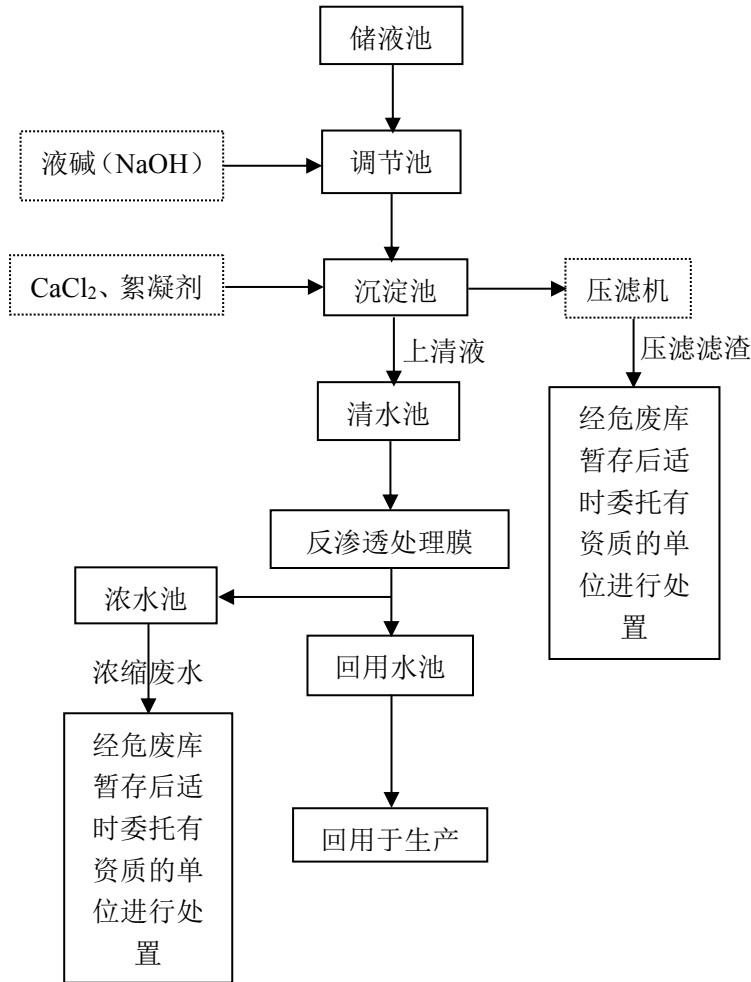 储液池
液碱（NaOH）
调节池
CaCl₂、絮凝剂
沉淀池
压滤机
上清液
压滤滤渣
清水池
经危废库
暂存后适
时委托有
资质的单
位进行处
置
反渗透处理膜
浓水池
回用水池
浓缩废水
经危废库
暂存后适
时委托有
资质的单
位进行处
置
回用于生产